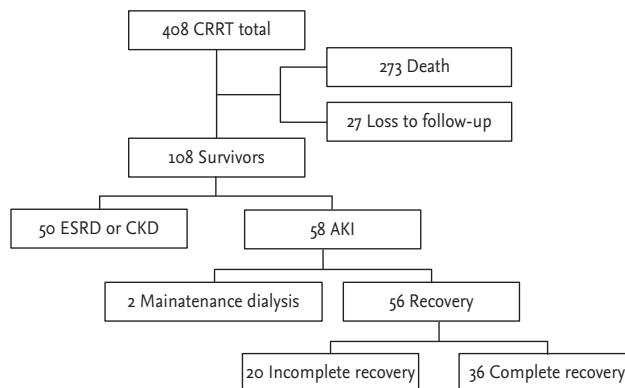 408 CRRT total
273 Death
27 Loss to follow-up
108 Survivors
50 ESRD or CKD
58 AKI
2 Mainatenance dialysis
56 Recovery
20 Incomplete recovery
36 Complete recovery